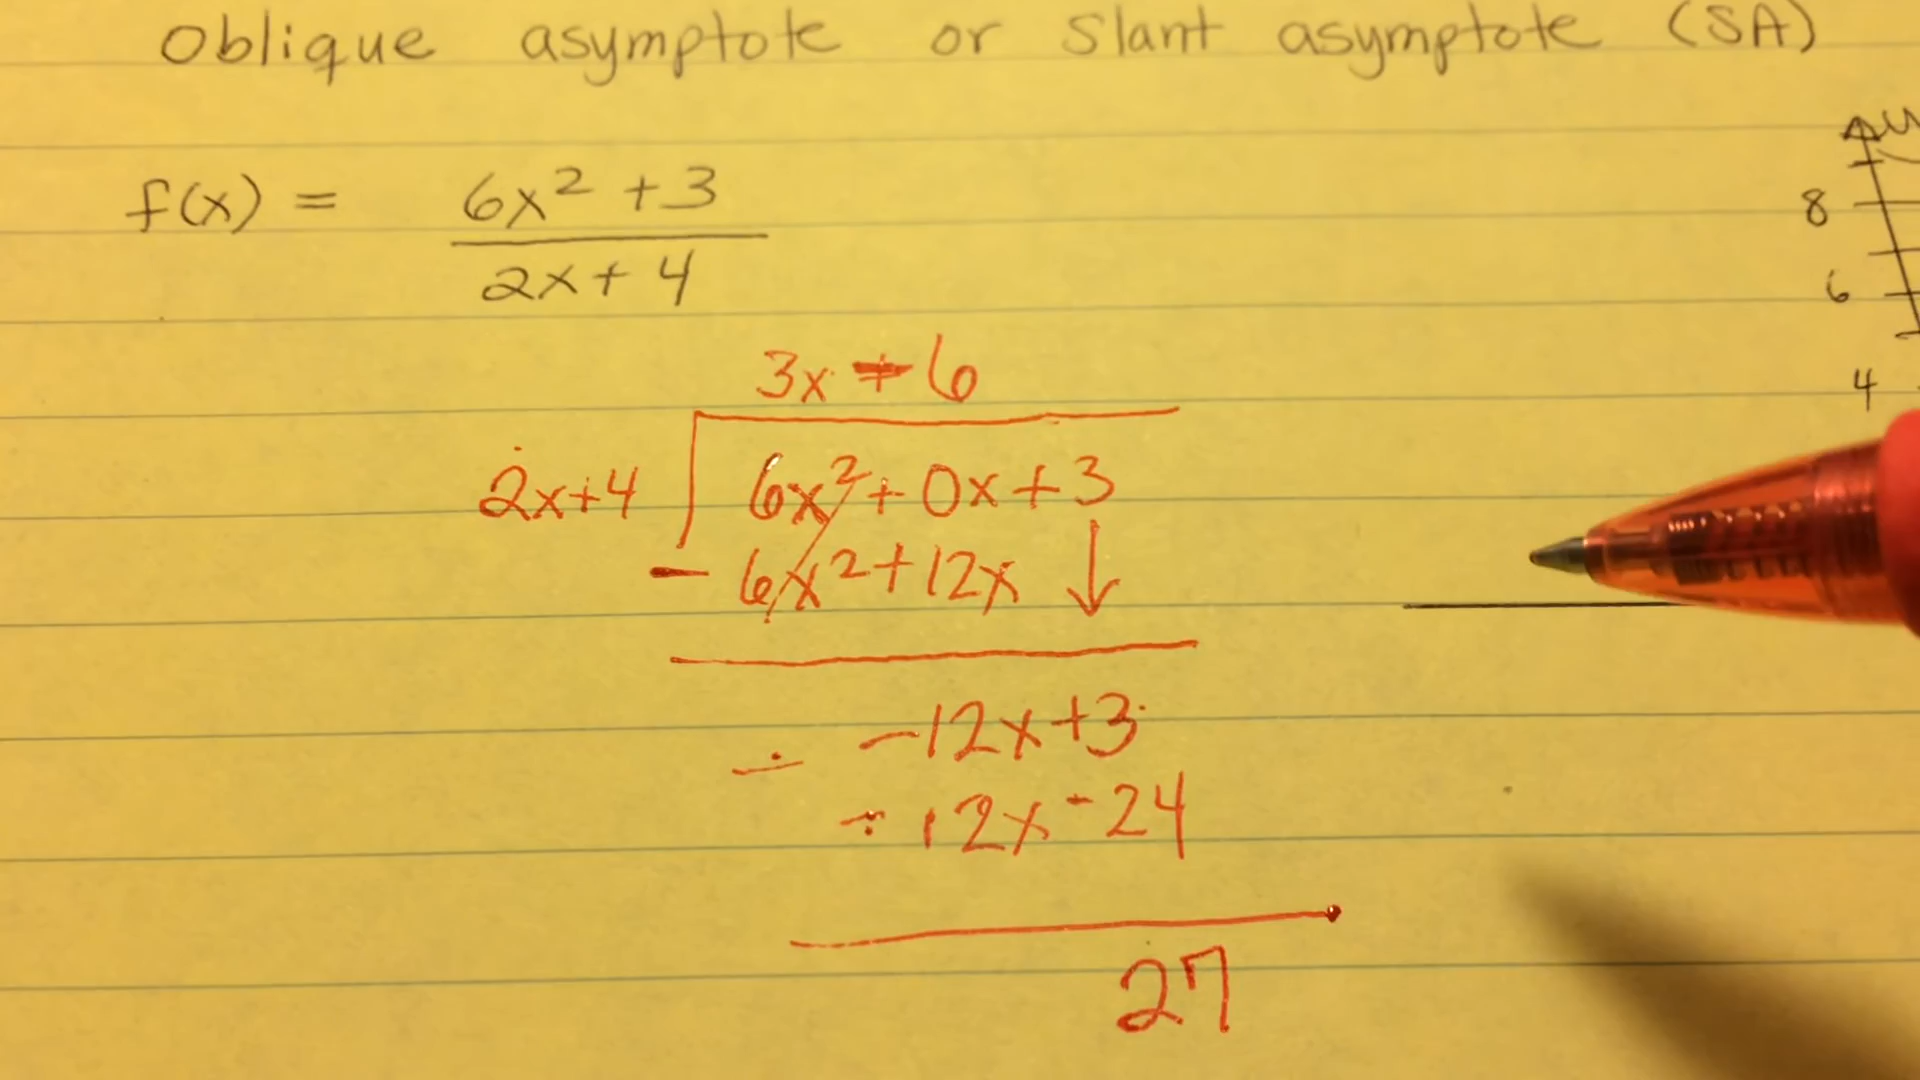 Oblique asymptote or Slant asymptote (SA)
f(x) = 6x² + 3
2x + 4
8
6
4
3x - 6
2x+4 6x²+ 0x + 3
- 6x²+12x ↓
- -12x+3
- 12x - 24
27